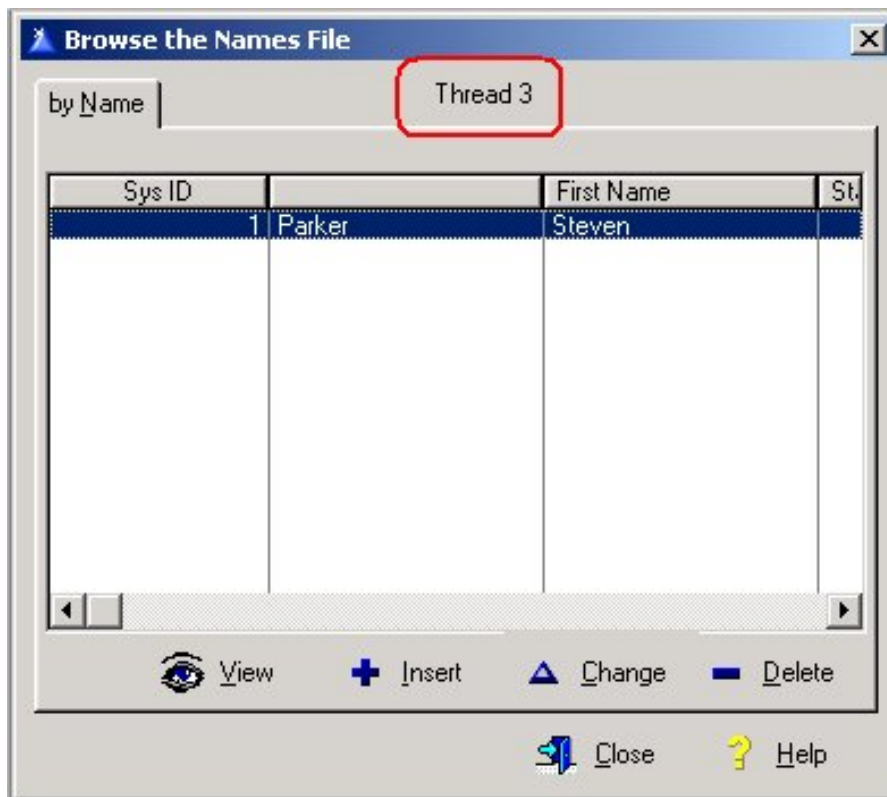 Browse the Names File
by Name
Thread 3
Sys ID First Name
1 Parker Steven
View Insert Change Delete
Close Help